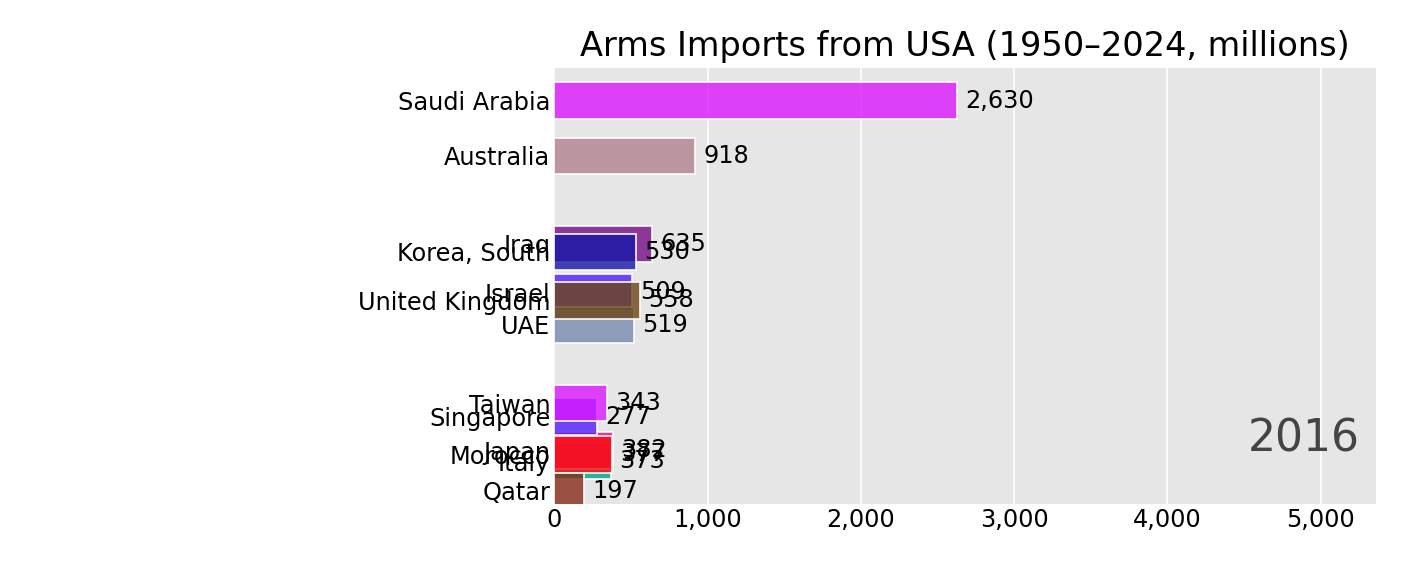 Arms Imports from USA (1950–2024, millions)
Saudi Arabia 2,630
Australia 918
Iraq 635
Korea, South 530
Israel 509
United Kingdom 558
UAE 519
Taiwan 343
Singapore 277
Japan 382
Morocco
Italy 373
Qatar 197
2016
0 1,000 2,000 3,000 4,000 5,000